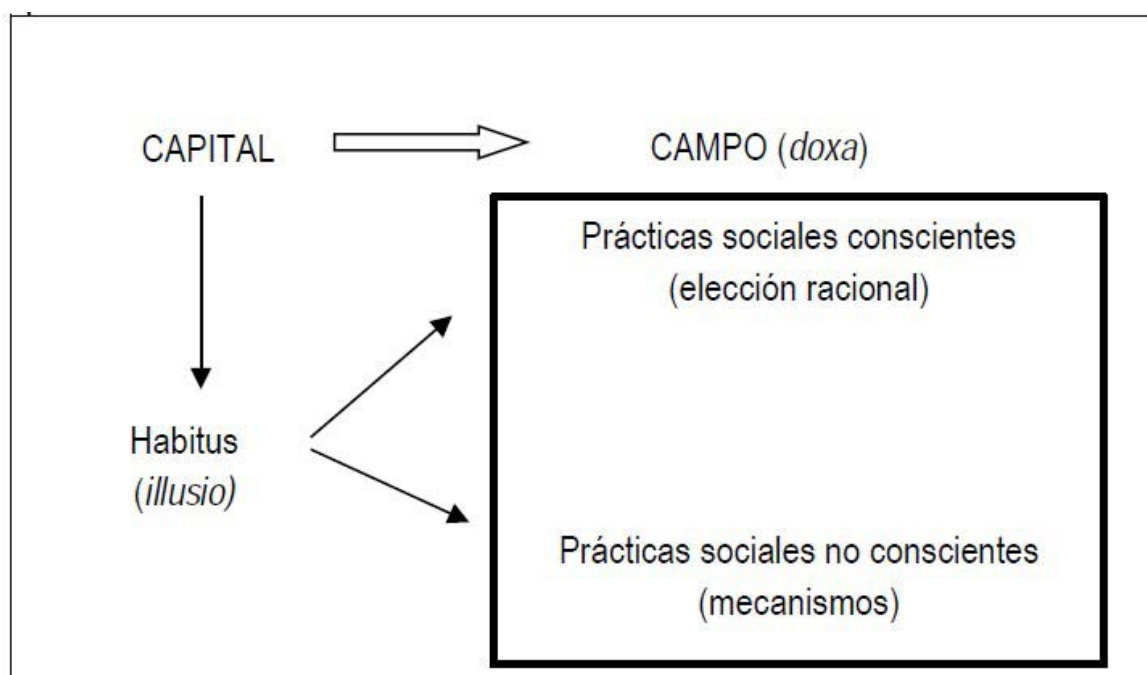 CAPITAL
CAMPO (doxa)
Prácticas sociales conscientes
(elección racional)
Habitus
(illusio)
Prácticas sociales no conscientes
(mecanismos)